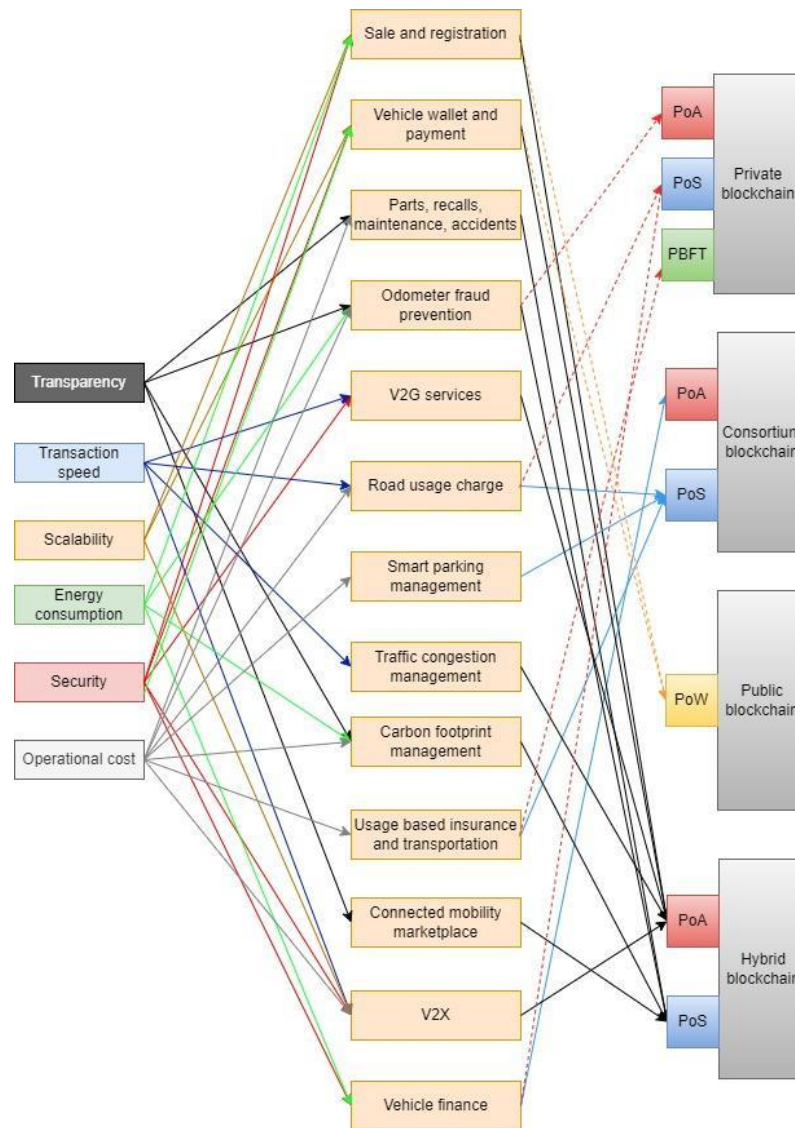 Transparency
Transaction
speed
Scalability
Energy
consumption
Security
Operational cost
Sale and registration
Vehicle wallet and
payment
Parts, recalls,
maintenance, accidents
Odometer fraud
prevention
V2G services
Road usage charge
Smart parking
management
Traffic congestion
management
Carbon footprint
management
Usage based insurance
and transportation
Connected mobility
marketplace
V2X
Vehicle finance
PoA
PoS
PBFT
Private
blockchain
PoA
PoS
Consortium
blockchain
PoW
Public
blockchain
PoA
PoS
Hybrid
blockchain